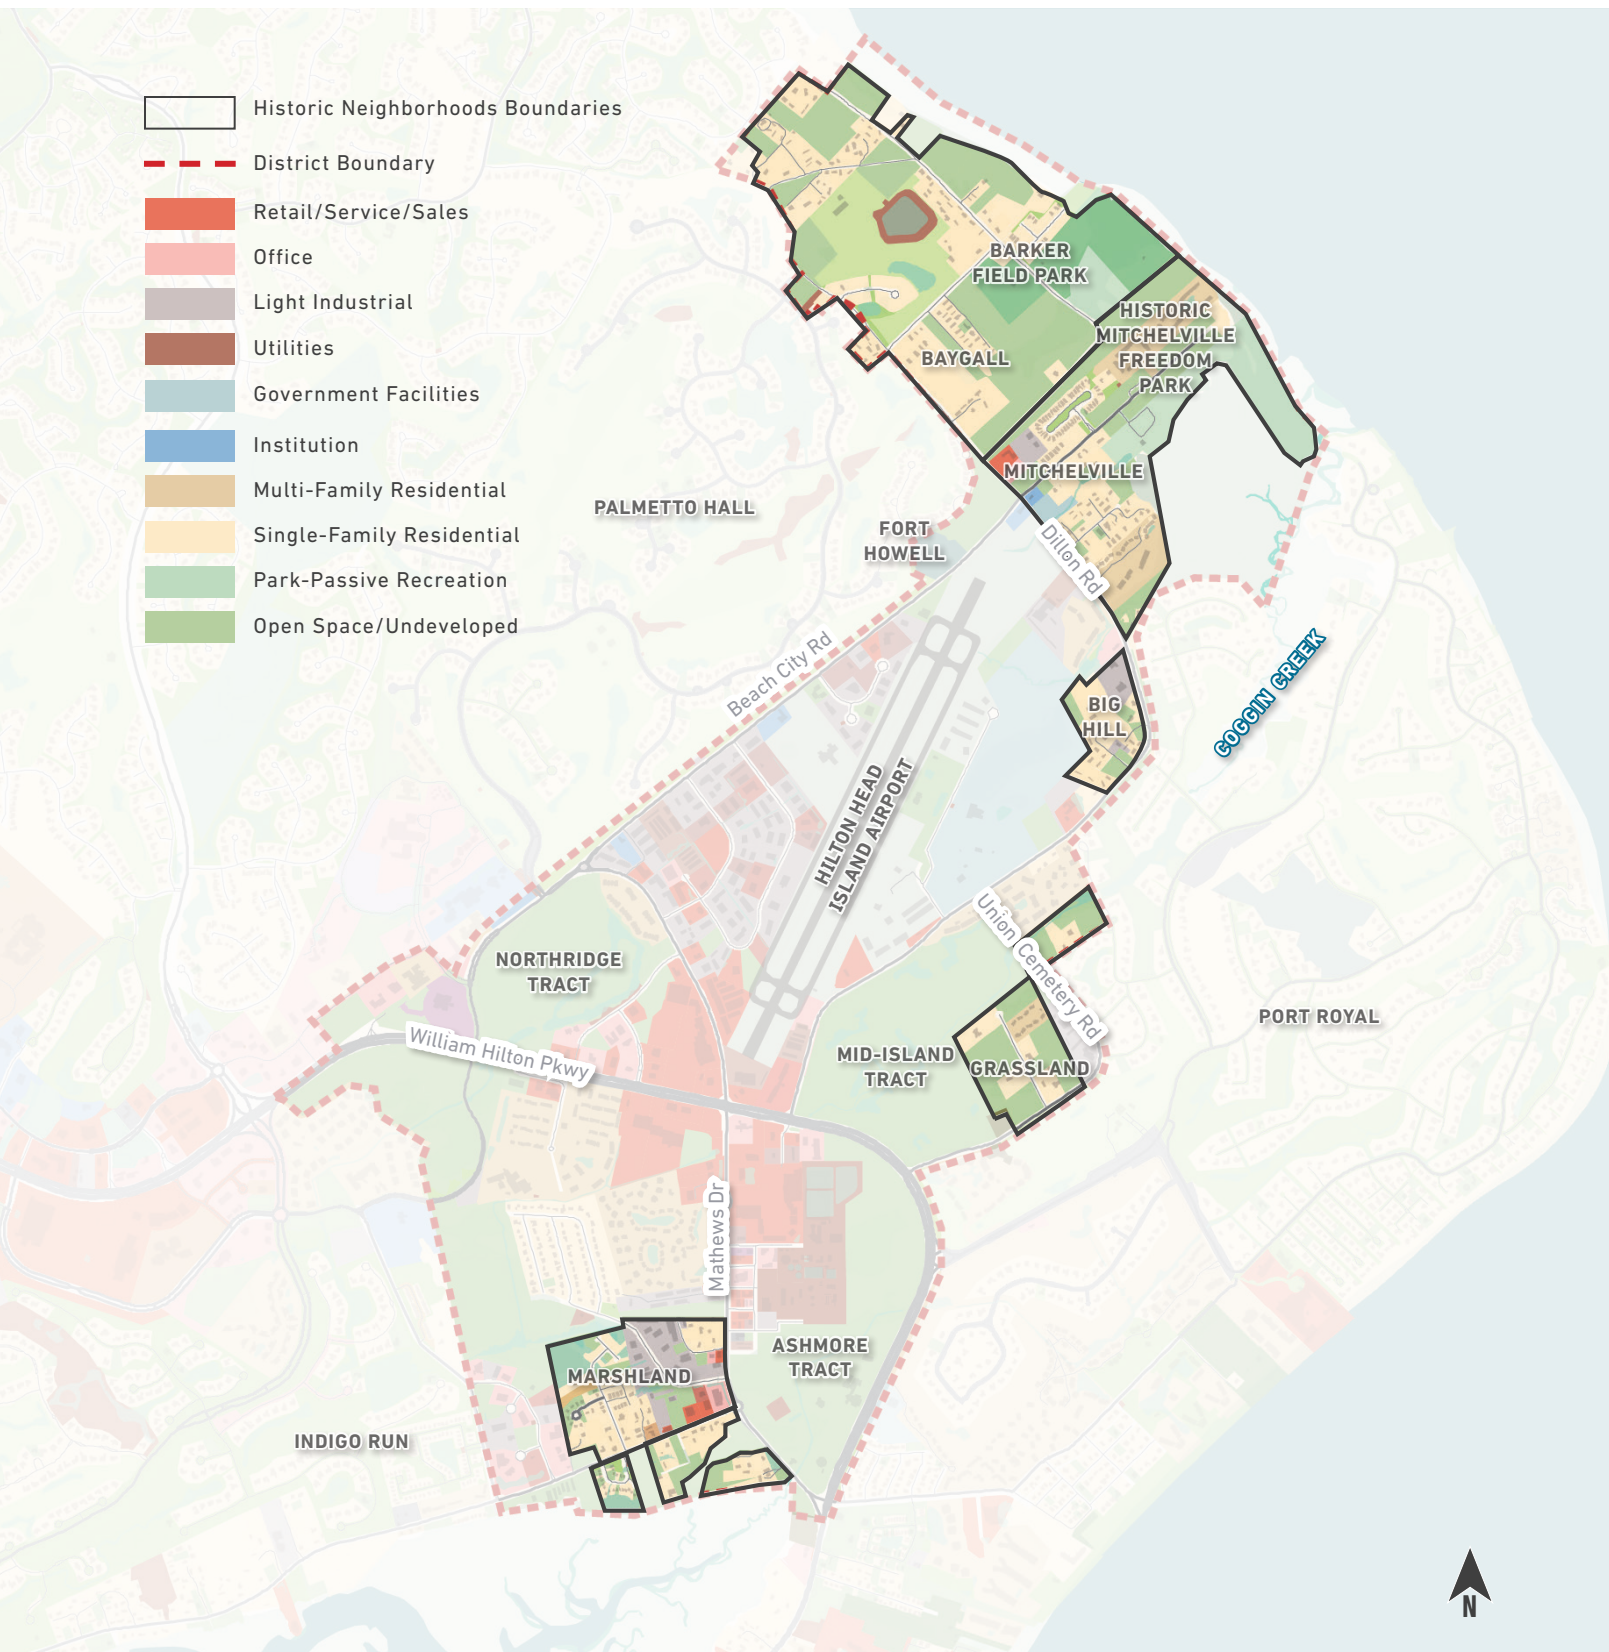 Historic Neighborhoods Boundaries
District Boundary
Retail/Service/Sales
Office
Light Industrial
Utilities
Government Facilities
Institution
Multi-Family Residential
Single-Family Residential
Park-Passive Recreation
Open Space/Undeveloped
BARKER
FIELD PARK
HISTORIC
MITCHELVILLE
FREEDOM
PARK
BAYGALL
MITCHELVILLE
PALMETTO HALL
FORT
HOWELL
Dillon Rd
Beach City Rd
BIG
HILL
COGGIN CREEK
HILTON HEAD
ISLAND AIRPORT
Union Cemetery Rd
NORTHRIDGE
TRACT
William Hilton Pkwy
MID-ISLAND
TRACT
GRASSLAND
PORT ROYAL
Mathews Dr
ASHMORE
TRACT
MARSHLAND
INDIGO RUN
N